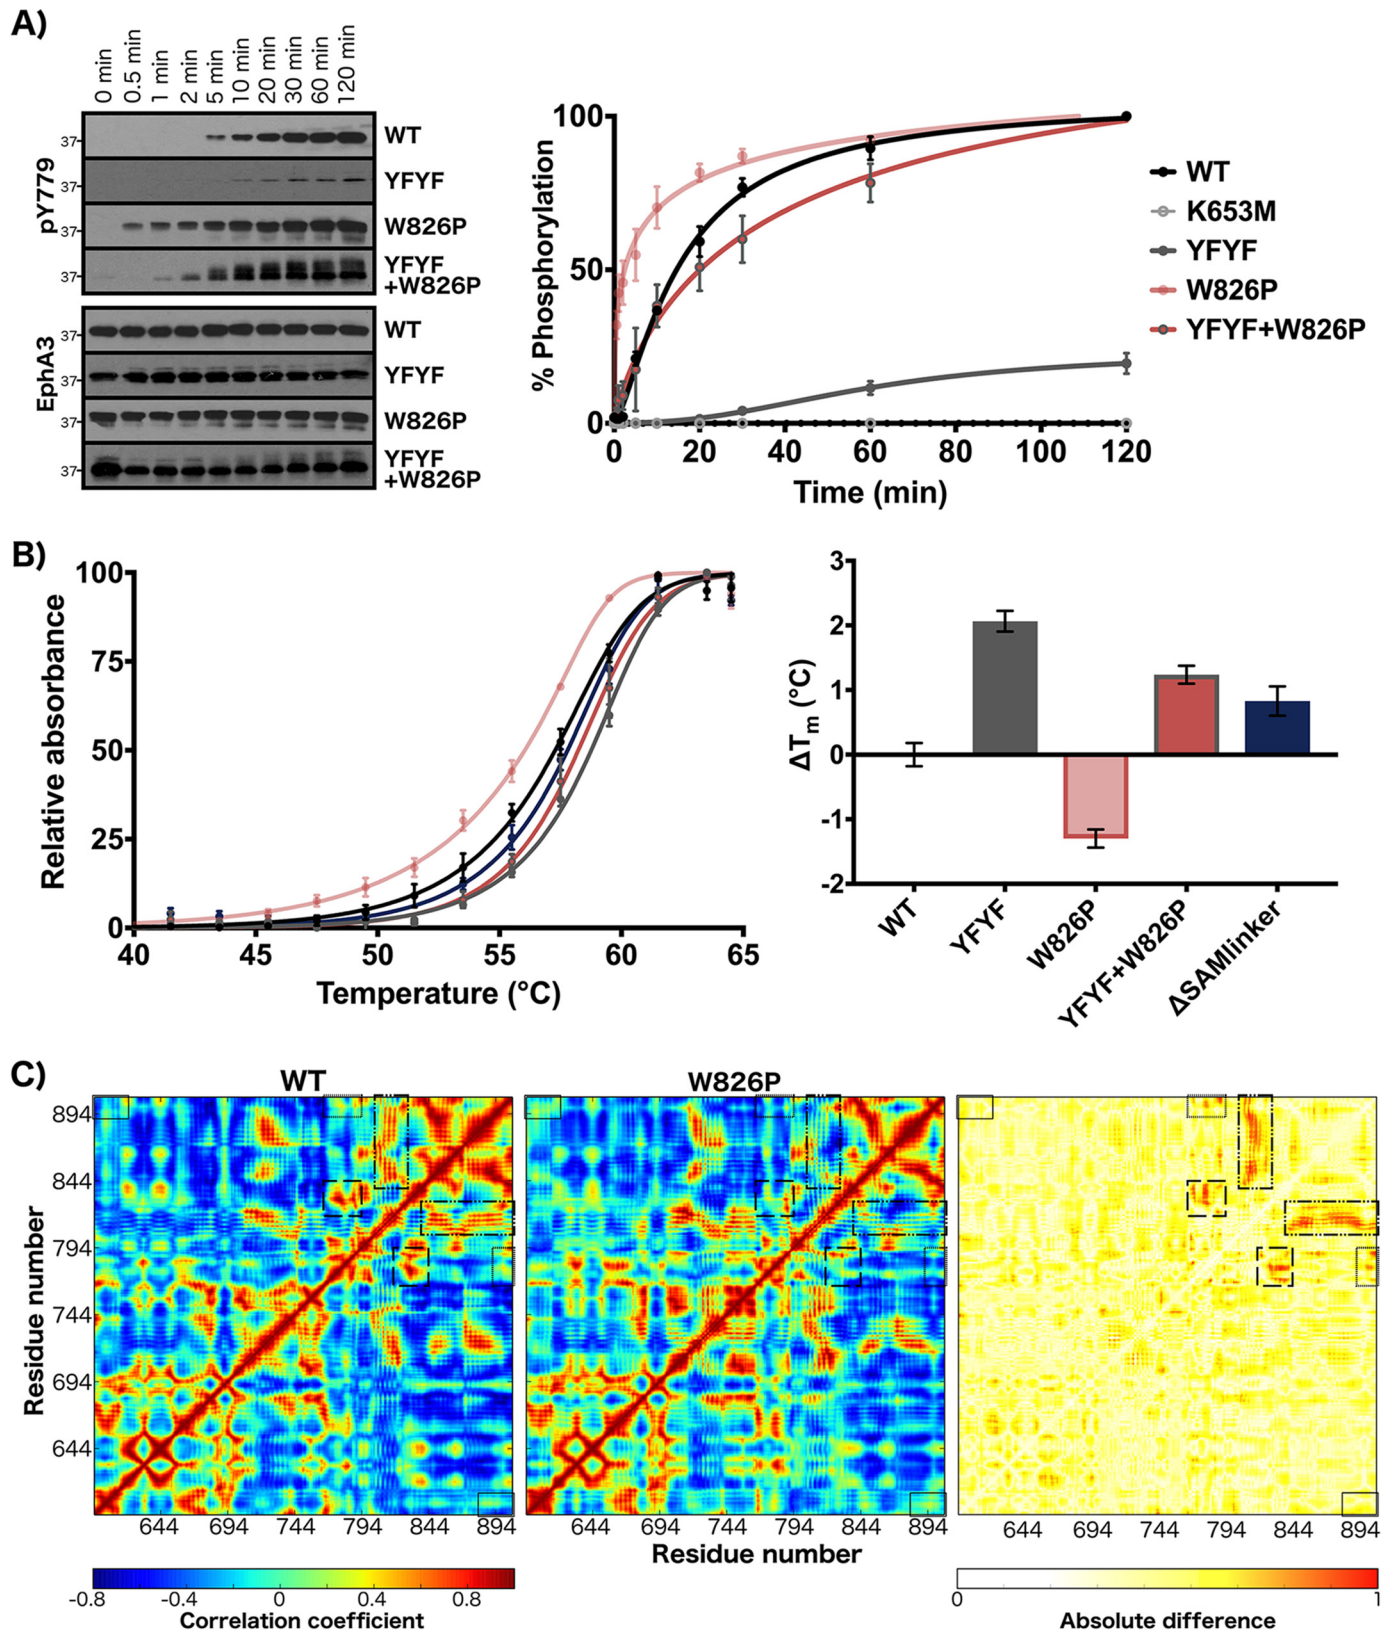 A)
0 min
0.5 min
1 min
2 min
5 min
10 min
20 min
30 min
60 min
120 min
pY779
37
WT
37
YFYF
37
W826P
37
YFYF
+W826P
EphA3
37
WT
37
YFYF
37
W826P
37
YFYF
+W826P
% Phosphorylation
100
50
0
0 20 40 60 80 100 120
Time (min)
WT
K653M
YFYF
W826P
YFYF+W826P
B)
Relative absorbance
100
75
50
25
0
40 45 50 55 60 65
Temperature (°C)
ΔTm (°C)
3
2
1
0
-1
-2
WT
YFYF
W826P
YFYF+W826P
ΔSAMlinker
C)
WT
W826P
Residue number
894
844
794
744
694
644
644 694 744 794 844 894
644 694 744 794 844 894
644 694 744 794 844 894
Residue number
-0.8 -0.4 0 0.4 0.8
Correlation coefficient
0 1
Absolute difference